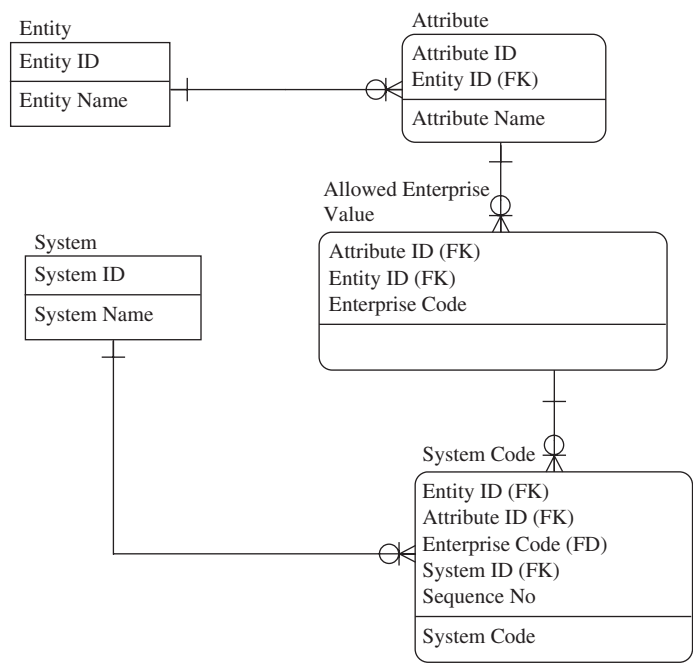 Entity
Entity ID
Entity Name
Attribute
Attribute ID
Entity ID (FK)
Attribute Name
Allowed Enterprise
Value
Attribute ID (FK)
Entity ID (FK)
Enterprise Code
System
System ID
System Name
System Code
Entity ID (FK)
Attribute ID (FK)
Enterprise Code (FD)
System ID (FK)
Sequence No
System Code